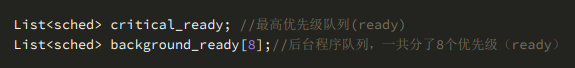 List<sched> critical_ready; //最高优先级队列(ready)
List<sched> background_ready[8];//后台程序队列，一共分了8个优先级（ready）